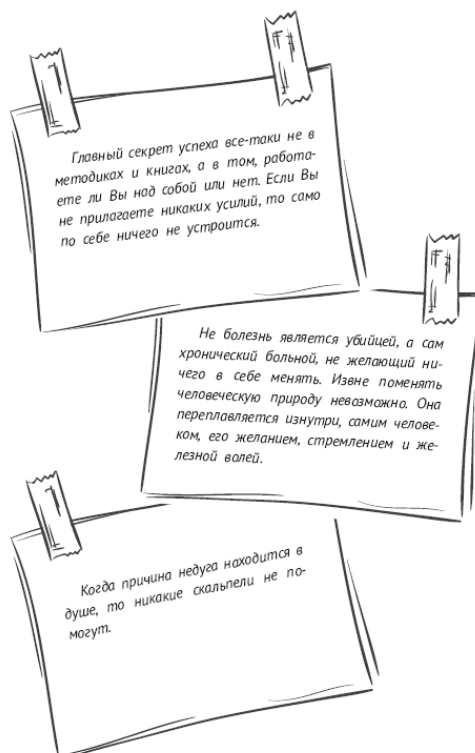 Главный секрет успеха все-таки не в
методиках и книгах, а в том, работа-
ете ли Вы над собой или нет. Если Вы
не прилагаете никаких усилий, то само
по себе ничего не устроится.
Не болезнь является убийцей, а сам
хронический больной, не желающий ни-
чего в себе менять. Извне поменять
человеческую природу невозможно. Она
переплавляется изнутри, самим челове-
ком, его желанием, стремлением и же-
лезной волей.
Когда причина недуга находится в
душе, то никакие скальпели не по-
могут.